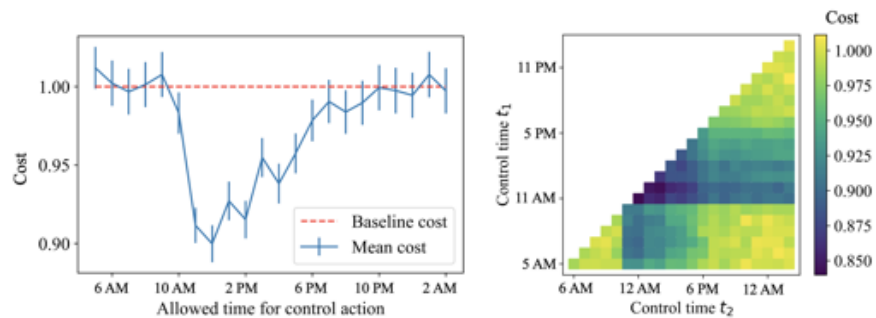 1.00
0.95
0.90
Cost
Baseline cost
Mean cost
6 AM 10 AM 2 PM 6 PM 10 PM 2 AM
Allowed time for control action
11 PM
5 PM
11 AM
5 AM
Control time t₁
6 AM 12 AM 6 PM 12 AM
Control time t₂
Cost
1.000
0.975
0.950
0.925
0.900
0.875
0.850